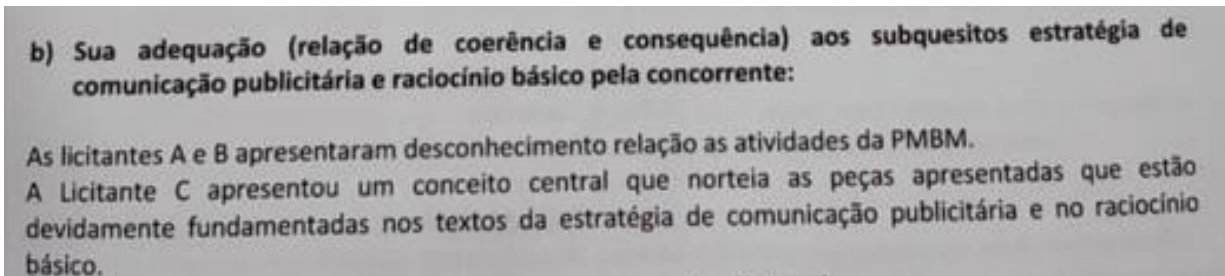 b) Sua adequação (relação de coerência e consequência) aos subquesitos estratégia de
comunicação publicitária e raciocínio básico pela concorrente:
As licitantes A e B apresentaram desconhecimento relação as atividades da PMBM.
A Licitante C apresentou um conceito central que norteia as peças apresentadas que estão
devidamente fundamentadas nos textos da estratégia de comunicação publicitária e no raciocínio
básico.